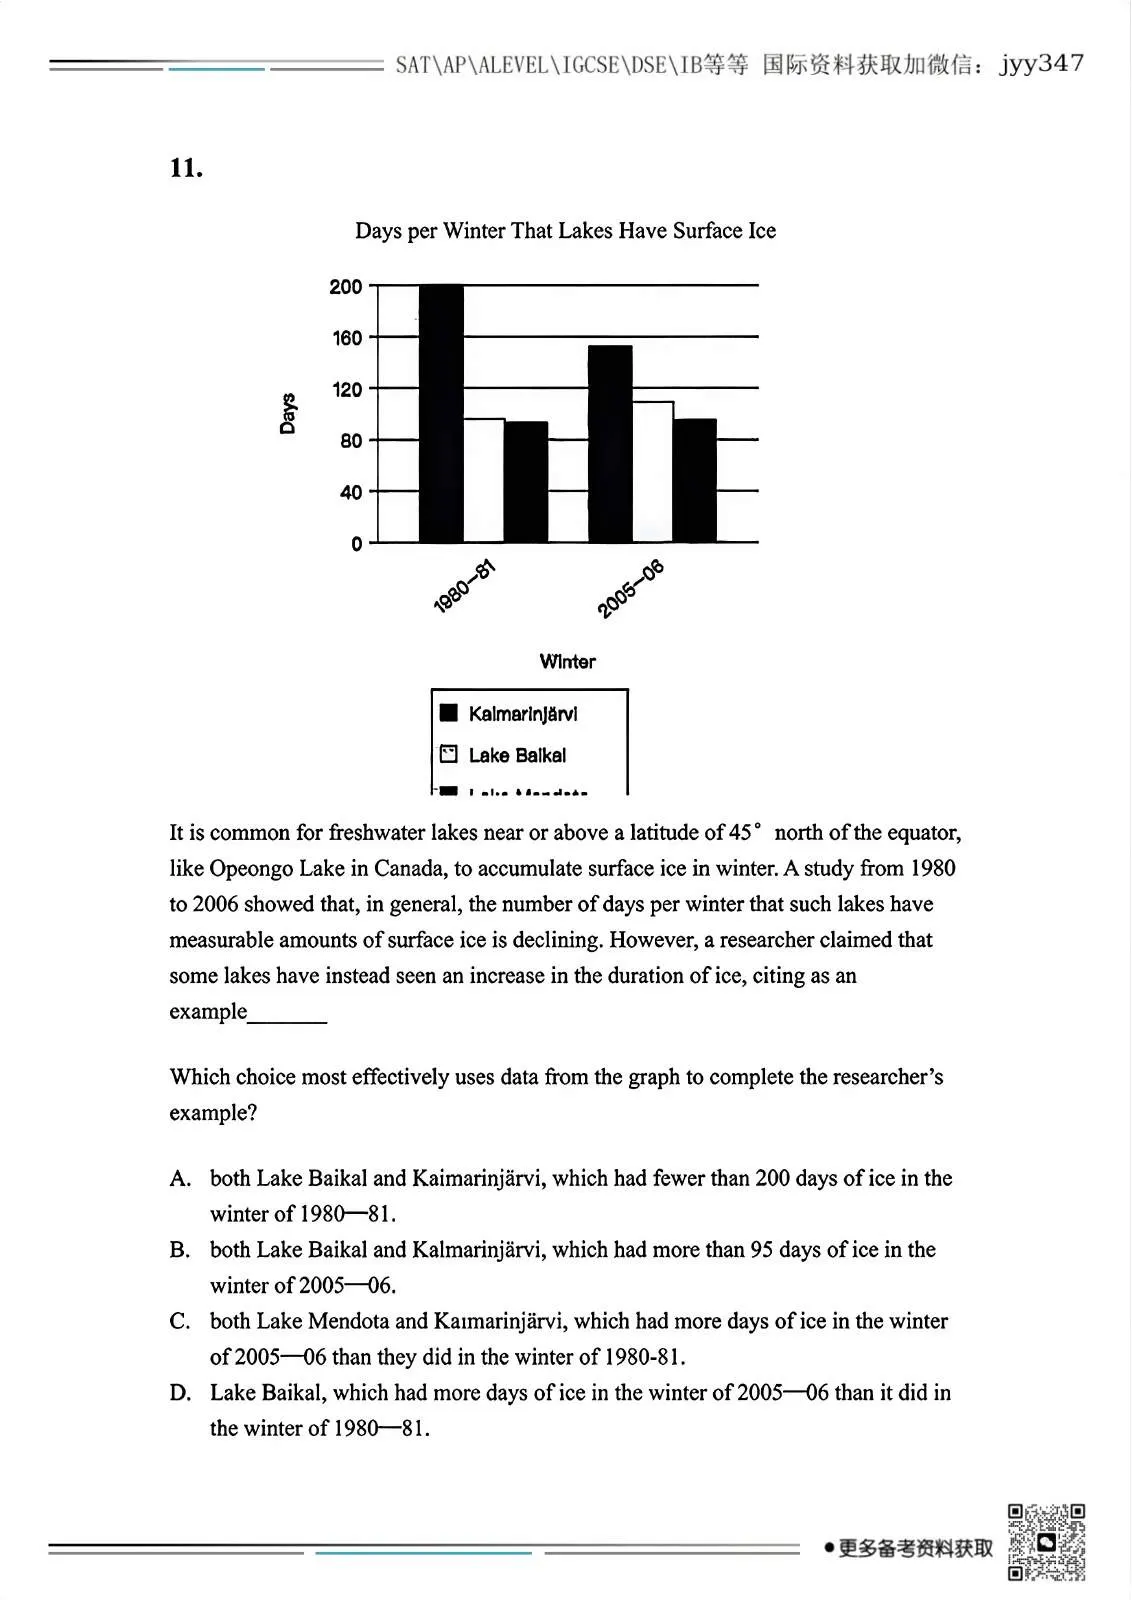 SAT\AP\ALEVEL\IGCSE\DSE\IB等等 国际资料获取加微信: jyy347
11.
Days per Winter That Lakes Have Surface Ice
200
160
120
80
40
0
Days
1980—81
2005—06
Winter
Kaimarinjärvi
Lake Baikal
Lake Mendota
It is common for freshwater lakes near or above a latitude of 45° north of the equator,
like Opeongo Lake in Canada, to accumulate surface ice in winter. A study from 1980
to 2006 showed that, in general, the number of days per winter that such lakes have
measurable amounts of surface ice is declining. However, a researcher claimed that
some lakes have instead seen an increase in the duration of ice, citing as an
example_______
Which choice most effectively uses data from the graph to complete the researcher’s
example?
A. both Lake Baikal and Kaimarinjärvi, which had fewer than 200 days of ice in the
winter of 1980—81.
B. both Lake Baikal and Kalmarinjärvi, which had more than 95 days of ice in the
winter of 2005—06.
C. both Lake Mendota and Kaımarinjärvi, which had more days of ice in the winter
of 2005—06 than they did in the winter of 1980-81.
D. Lake Baikal, which had more days of ice in the winter of 2005—06 than it did in
the winter of 1980—81.
●更多备考资料获取